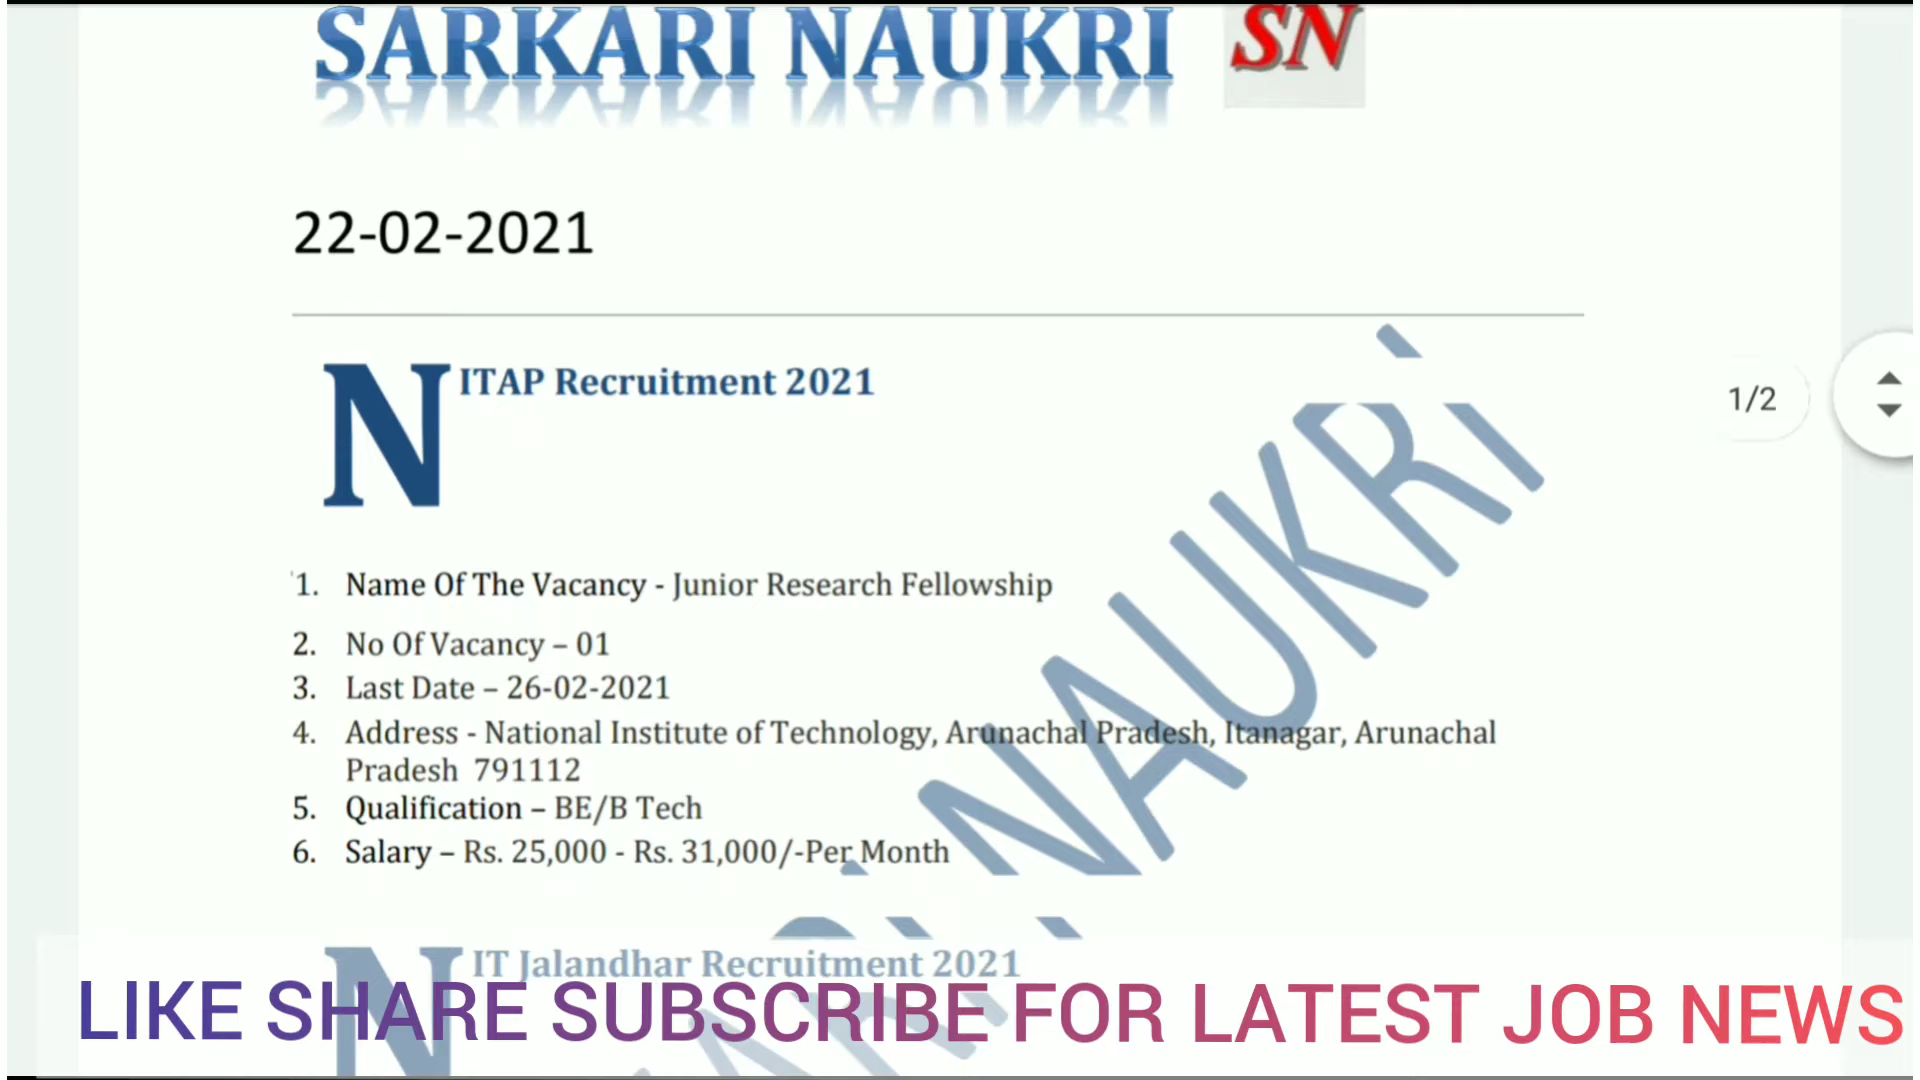 SARKARI NAUKRI SN
22-02-2021
NITAP Recruitment 2021
1/2
1. Name Of The Vacancy - Junior Research Fellowship
2. No Of Vacancy – 01
3. Last Date – 26-02-2021
4. Address - National Institute of Technology, Arunachal Pradesh, Itanagar, Arunachal
Pradesh 791112
5. Qualification – BE/B Tech
6. Salary – Rs. 25,000 - Rs. 31,000/-Per Month
NAUKRI
NIT Jalandhar Recruitment 2021
LIKE SHARE SUBSCRIBE FOR LATEST JOB NEWS